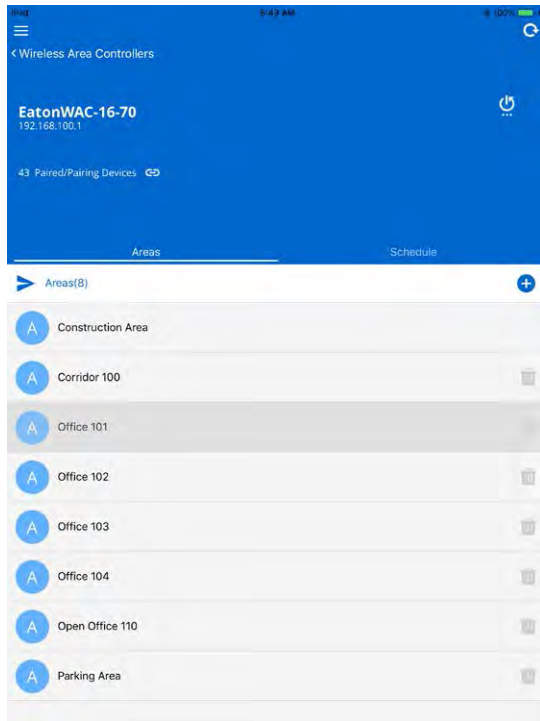 iPad 5:43 AM 100%
< Wireless Area Controllers
EatonWAC-16-70
192.168.100.1
43 Paired/Pairing Devices
Areas Schedule
Areas(8)
A Construction Area
A Corridor 100
A Office 101
A Office 102
A Office 103
A Office 104
A Open Office 110
A Parking Area